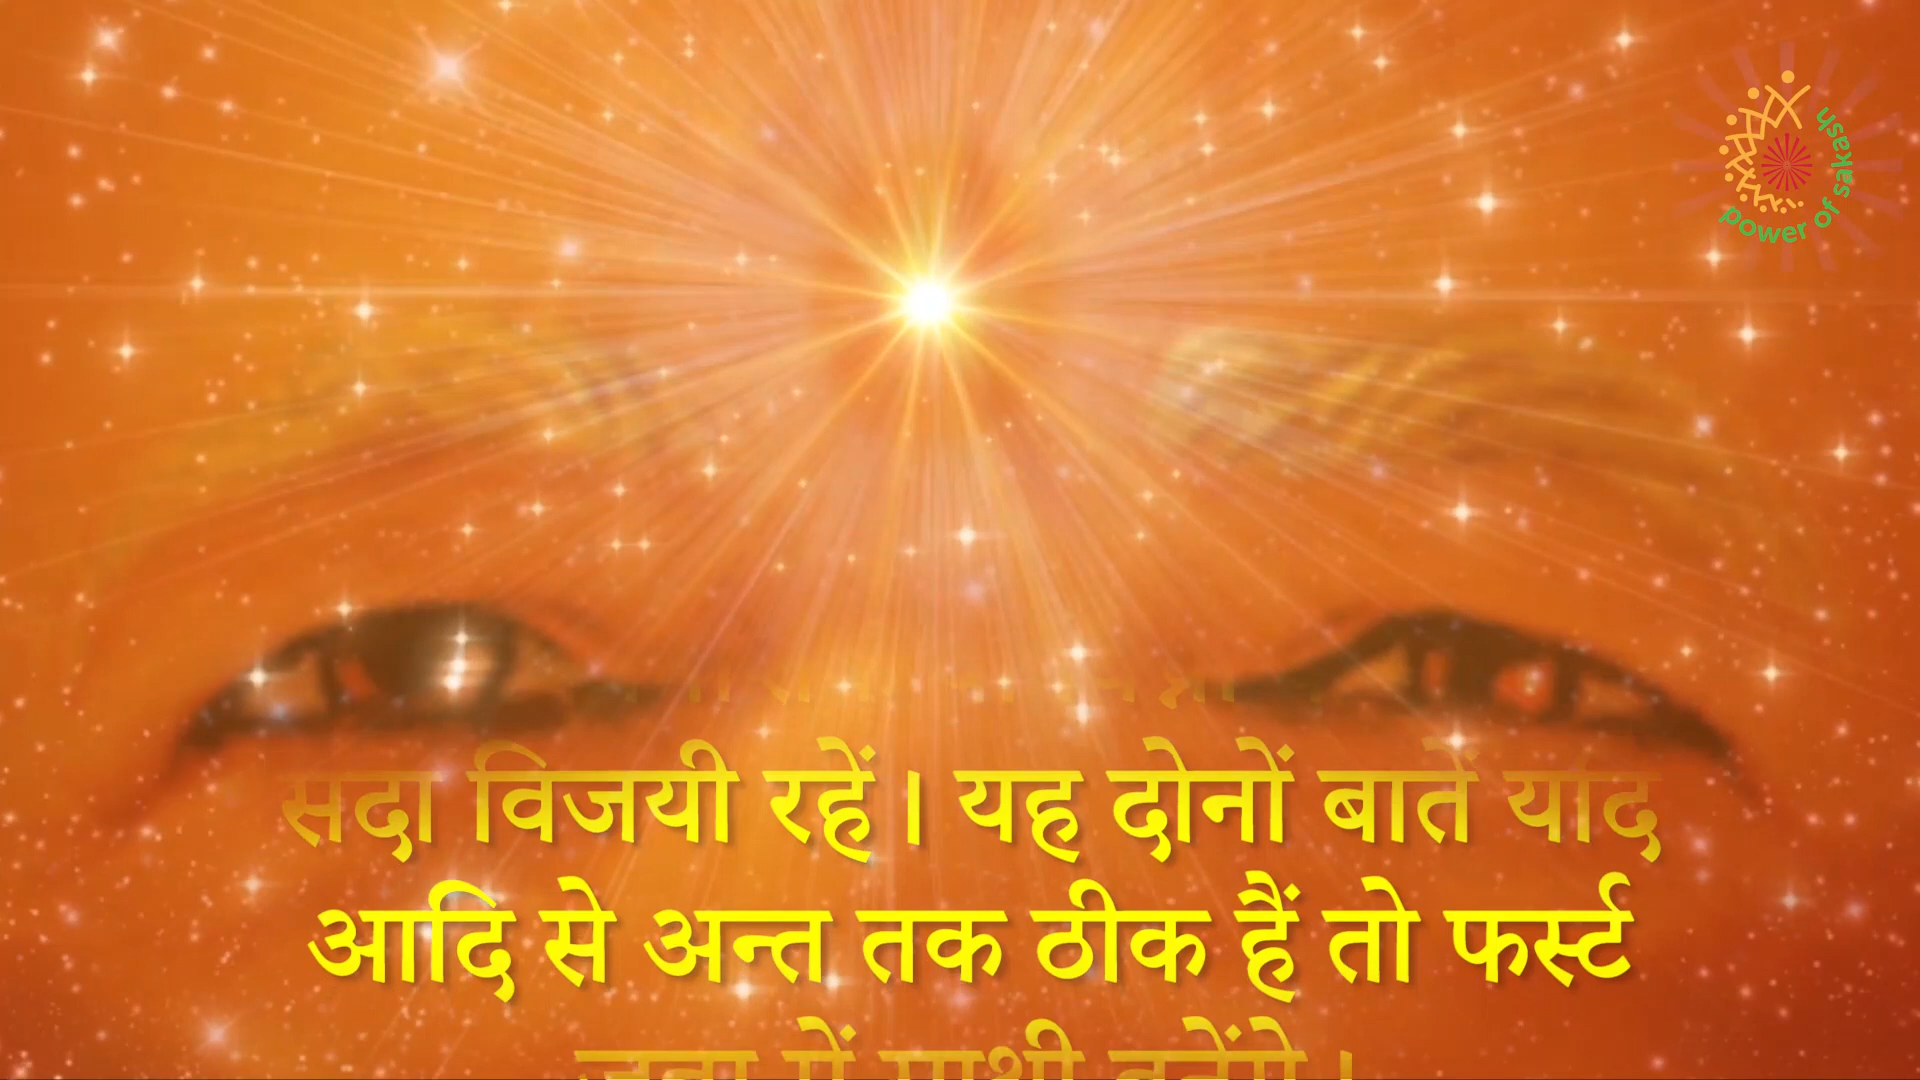 power of sakash
सदा विजयी रहें। यह दोनों बातें याद
आदि से अन्त तक ठीक हैं तो फर्स्ट
में